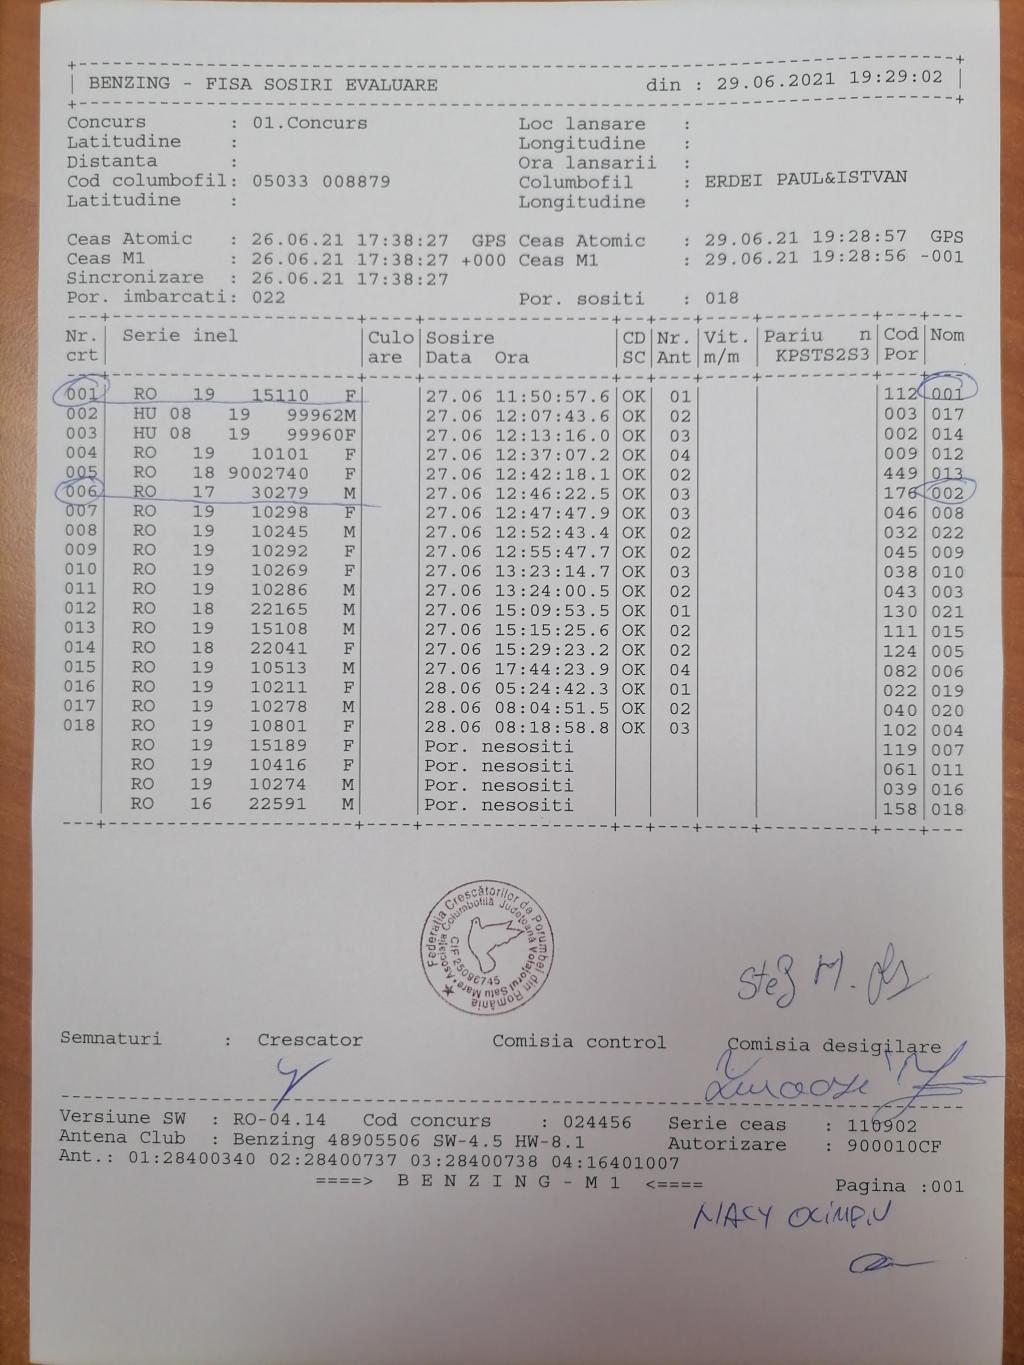 BENZING - FISA SOSIRI EVALUARE din : 29.06.2021 19:29:02
Concurs : 01.Concurs Loc lansare :
Latitudine : Longitudine :
Distanta : Ora lansarii :
Cod columbofil: 05033 008879 Columbofil : ERDEI PAUL&ISTVAN
Latitudine : Longitudine :
Ceas Atomic : 26.06.21 17:38:27 GPS Ceas Atomic : 29.06.21 19:28:57 GPS
Ceas M1 : 26.06.21 17:38:27 +000 Ceas M1 : 29.06.21 19:28:56 -001
Sincronizare : 26.06.21 17:38:27
Por. imbarcati: 022 Por. sositi : 018
Nr. Serie inel Culo Sosire CD Nr. Vit. Pariu n Cod Nom
crt are Data Ora SC Ant m/m KPSTS2S3 Por
001 RO 19 15110 F 27.06 11:50:57.6 OK 01 112 001
002 HU 08 19 99962M 27.06 12:07:43.6 OK 02 003 017
003 HU 08 19 99960F 27.06 12:13:16.0 OK 03 002 014
004 RO 19 10101 F 27.06 12:37:07.2 OK 04 009 012
005 RO 18 9002740 F 27.06 12:42:18.1 OK 02 449 013
006 RO 17 30279 M 27.06 12:46:22.5 OK 03 176 002
007 RO 19 10298 F 27.06 12:47:47.9 OK 03 046 008
008 RO 19 10245 M 27.06 12:52:43.4 OK 02 032 022
009 RO 19 10292 F 27.06 12:55:47.7 OK 02 045 009
010 RO 19 10269 F 27.06 13:23:14.7 OK 03 038 010
011 RO 19 10286 M 27.06 13:24:00.5 OK 02 043 003
012 RO 18 22165 M 27.06 15:09:53.5 OK 01 130 021
013 RO 19 15108 M 27.06 15:15:25.6 OK 02 111 015
014 RO 18 22041 F 27.06 15:29:23.2 OK 02 124 005
015 RO 19 10513 M 27.06 17:44:23.9 OK 04 082 006
016 RO 19 10211 F 28.06 05:24:42.3 OK 01 022 019
017 RO 19 10278 M 28.06 08:04:51.5 OK 02 040 020
018 RO 19 10801 F 28.06 08:18:58.8 OK 03 102 004
RO 19 15189 F Por. nesositi 119 007
RO 19 10416 F Por. nesositi 061 011
RO 19 10274 M Por. nesositi 039 016
RO 16 22591 M Por. nesositi 158 018
Federația Crescătorilor de Porumbei din România
Asociația Columbofilă Județeană Voiajorul Satu Mare
CIF 25096745
M.
Semnaturi : Crescator Comisia control Comisia desigilare
Versiune SW : RO-04.14 Cod concurs : 024456 Serie ceas : 110902
Antena Club : Benzing 48905506 SW-4.5 HW-8.1 Autorizare : 900010CF
Ant.: 01:28400340 02:28400737 03:28400738 04:16401007
====> B E N Z I N G - M 1 <==== Pagina :001